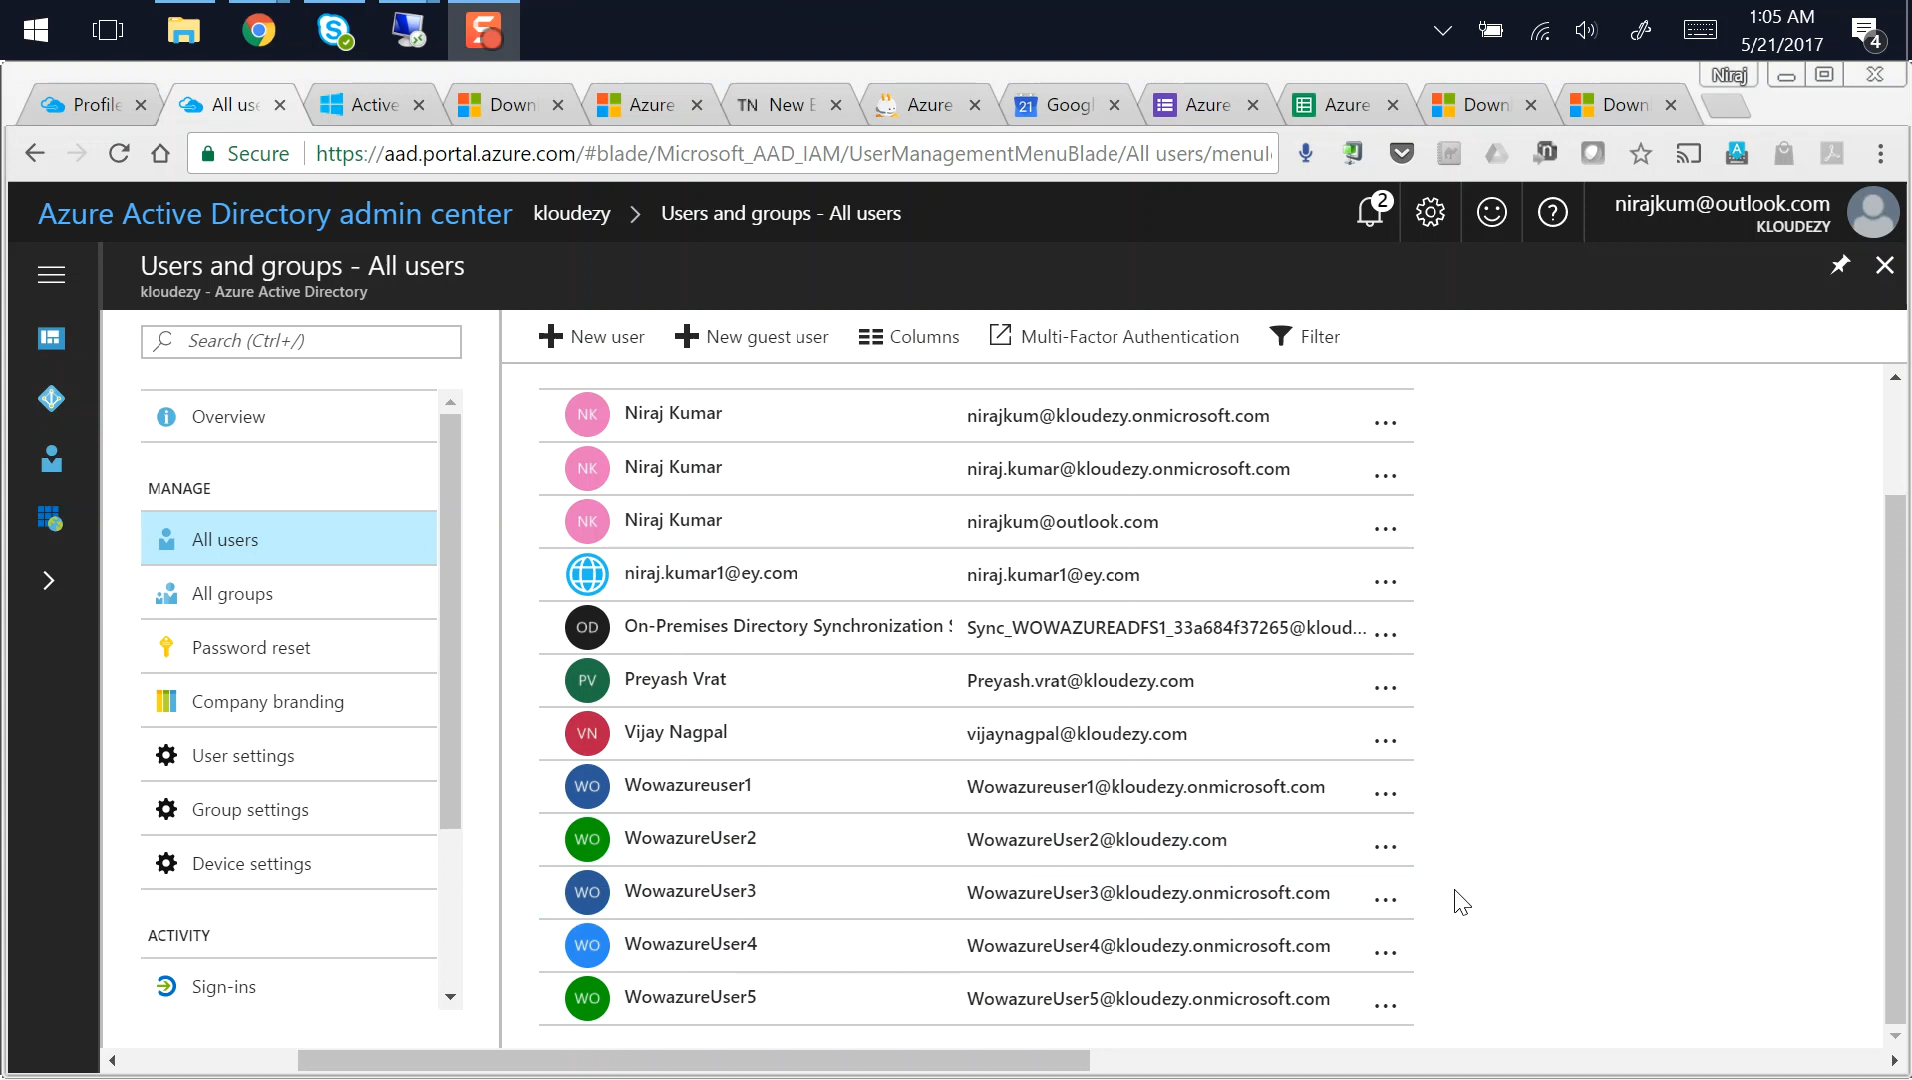 1:05 AM
5/21/2017
4
Niraj
Profile
All use
Active
Down
Azure
TN New E
Azure
21 Googl
Azure
Azure
Down
Down
Secure https://aad.portal.azure.com/#blade/Microsoft_AAD_IAM/UserManagementMenuBlade/All users/menuI
Azure Active Directory admin center kloudezy > Users and groups - All users
2
nirajkum@outlook.com
KLOUDEZY
Users and groups - All users
kloudezy - Azure Active Directory
Search (Ctrl+/)
Overview
MANAGE
All users
All groups
Password reset
Company branding
User settings
Group settings
Device settings
ACTIVITY
Sign-ins
New user New guest user Columns Multi-Factor Authentication Filter
NK Niraj Kumar nirajkum@kloudezy.onmicrosoft.com ...
NK Niraj Kumar niraj.kumar@kloudezy.onmicrosoft.com ...
NK Niraj Kumar nirajkum@outlook.com ...
niraj.kumar1@ey.com niraj.kumar1@ey.com ...
OD On-Premises Directory Synchronization S Sync_WOWAZUREADFS1_33a684f37265@kloud... ...
PV Preyash Vrat Preyash.vrat@kloudezy.com ...
VN Vijay Nagpal vijaynagpal@kloudezy.com ...
WO Wowazureuser1 Wowazureuser1@kloudezy.onmicrosoft.com ...
WO WowazureUser2 WowazureUser2@kloudezy.com ...
WO WowazureUser3 WowazureUser3@kloudezy.onmicrosoft.com ...
WO WowazureUser4 WowazureUser4@kloudezy.onmicrosoft.com ...
WO WowazureUser5 WowazureUser5@kloudezy.onmicrosoft.com ...